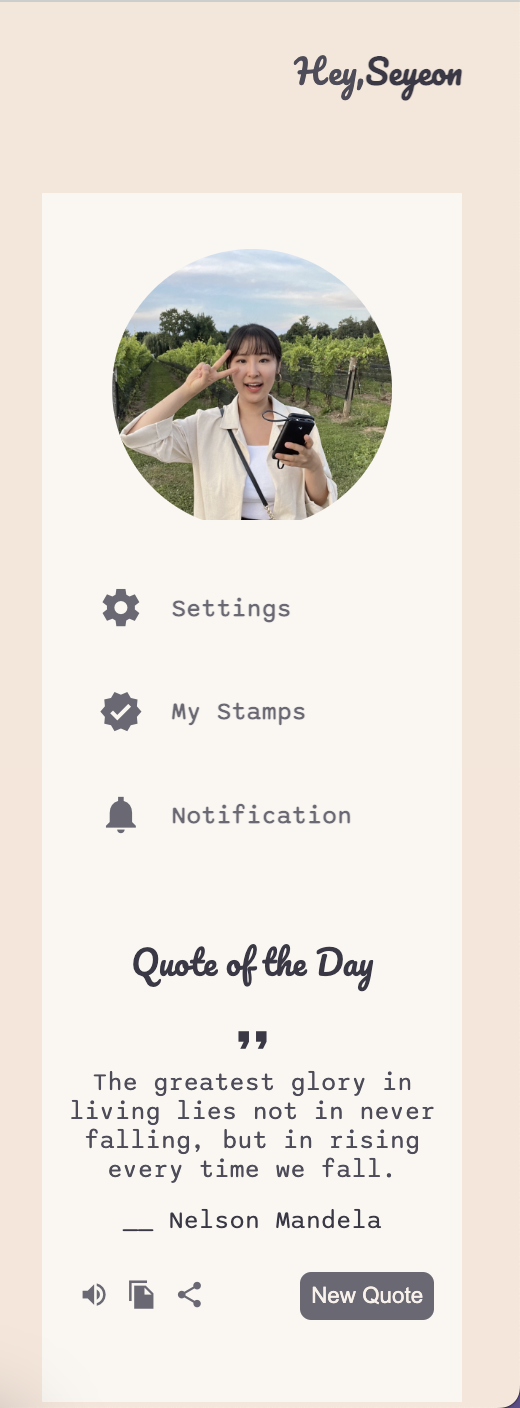 Hey,Seyeon
Settings
My Stamps
Notification
Quote of the Day
”
The greatest glory in
living lies not in never
falling, but in rising
every time we fall.
__ Nelson Mandela
New Quote